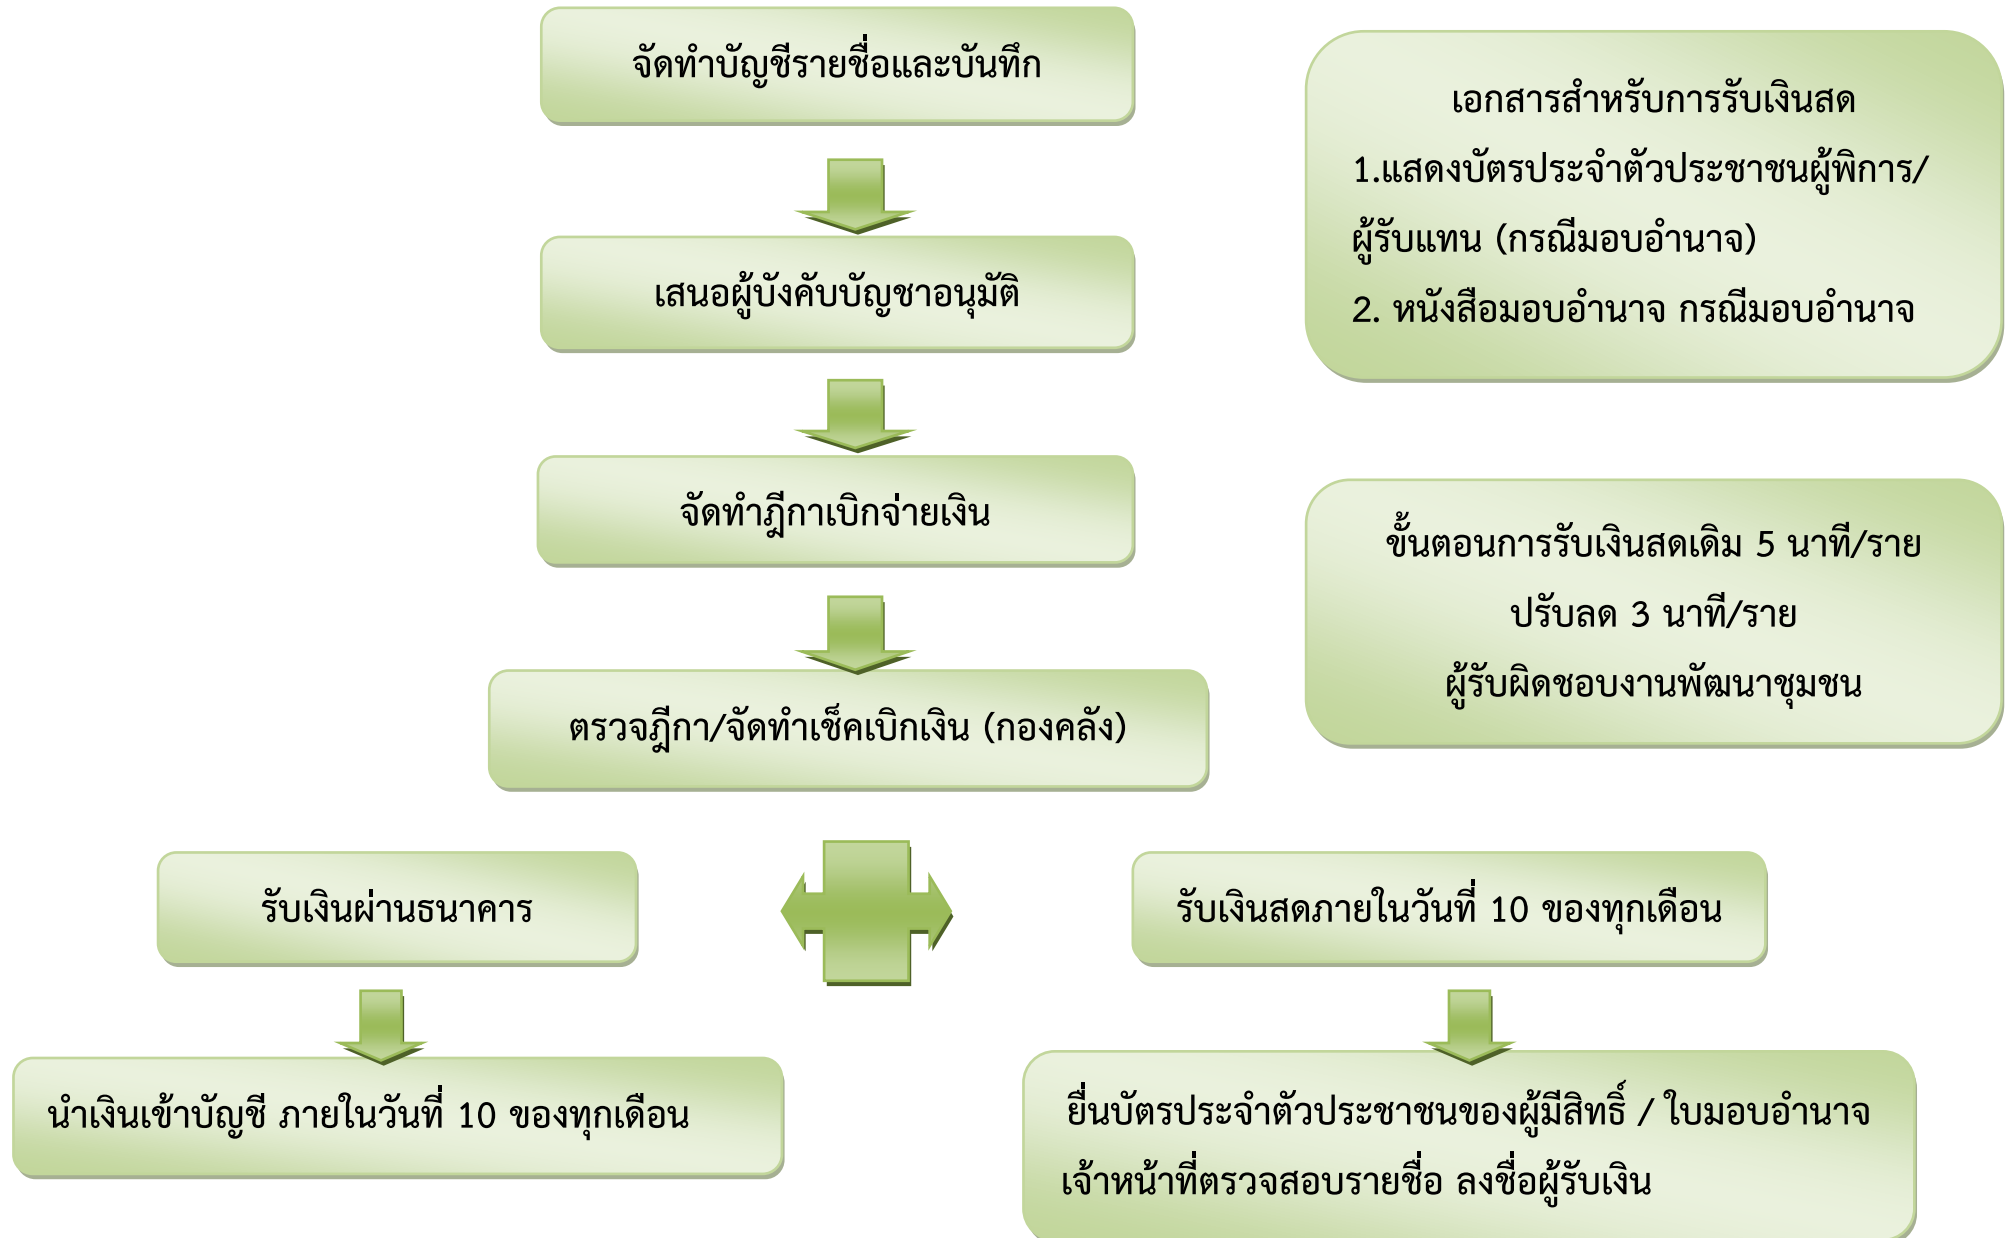 จัดทำบัญชีรายชื่อและบันทึก
เสนอผู้บังคับบัญชาอนุมัติ
จัดทำฎีกาเบิกจ่ายเงิน
ตรวจฎีกา/จัดทำเช็คเบิกเงิน (กองคลัง)
เอกสารสำหรับการรับเงินสด
1.แสดงบัตรประจำตัวประชาชนผู้พิการ/
ผู้รับแทน (กรณีมอบอำนาจ)
2. หนังสือมอบอำนาจ กรณีมอบอำนาจ
ขั้นตอนการรับเงินสดเดิม 5 นาที/ราย
ปรับลด 3 นาที/ราย
ผู้รับผิดชอบงานพัฒนาชุมชน
รับเงินผ่านธนาคาร
รับเงินสดภายในวันที่ 10 ของทุกเดือน
นำเงินเข้าบัญชี ภายในวันที่ 10 ของทุกเดือน
ยื่นบัตรประจำตัวประชาชนของผู้มีสิทธิ์ / ใบมอบอำนาจ
เจ้าหน้าที่ตรวจสอบรายชื่อ ลงชื่อผู้รับเงิน